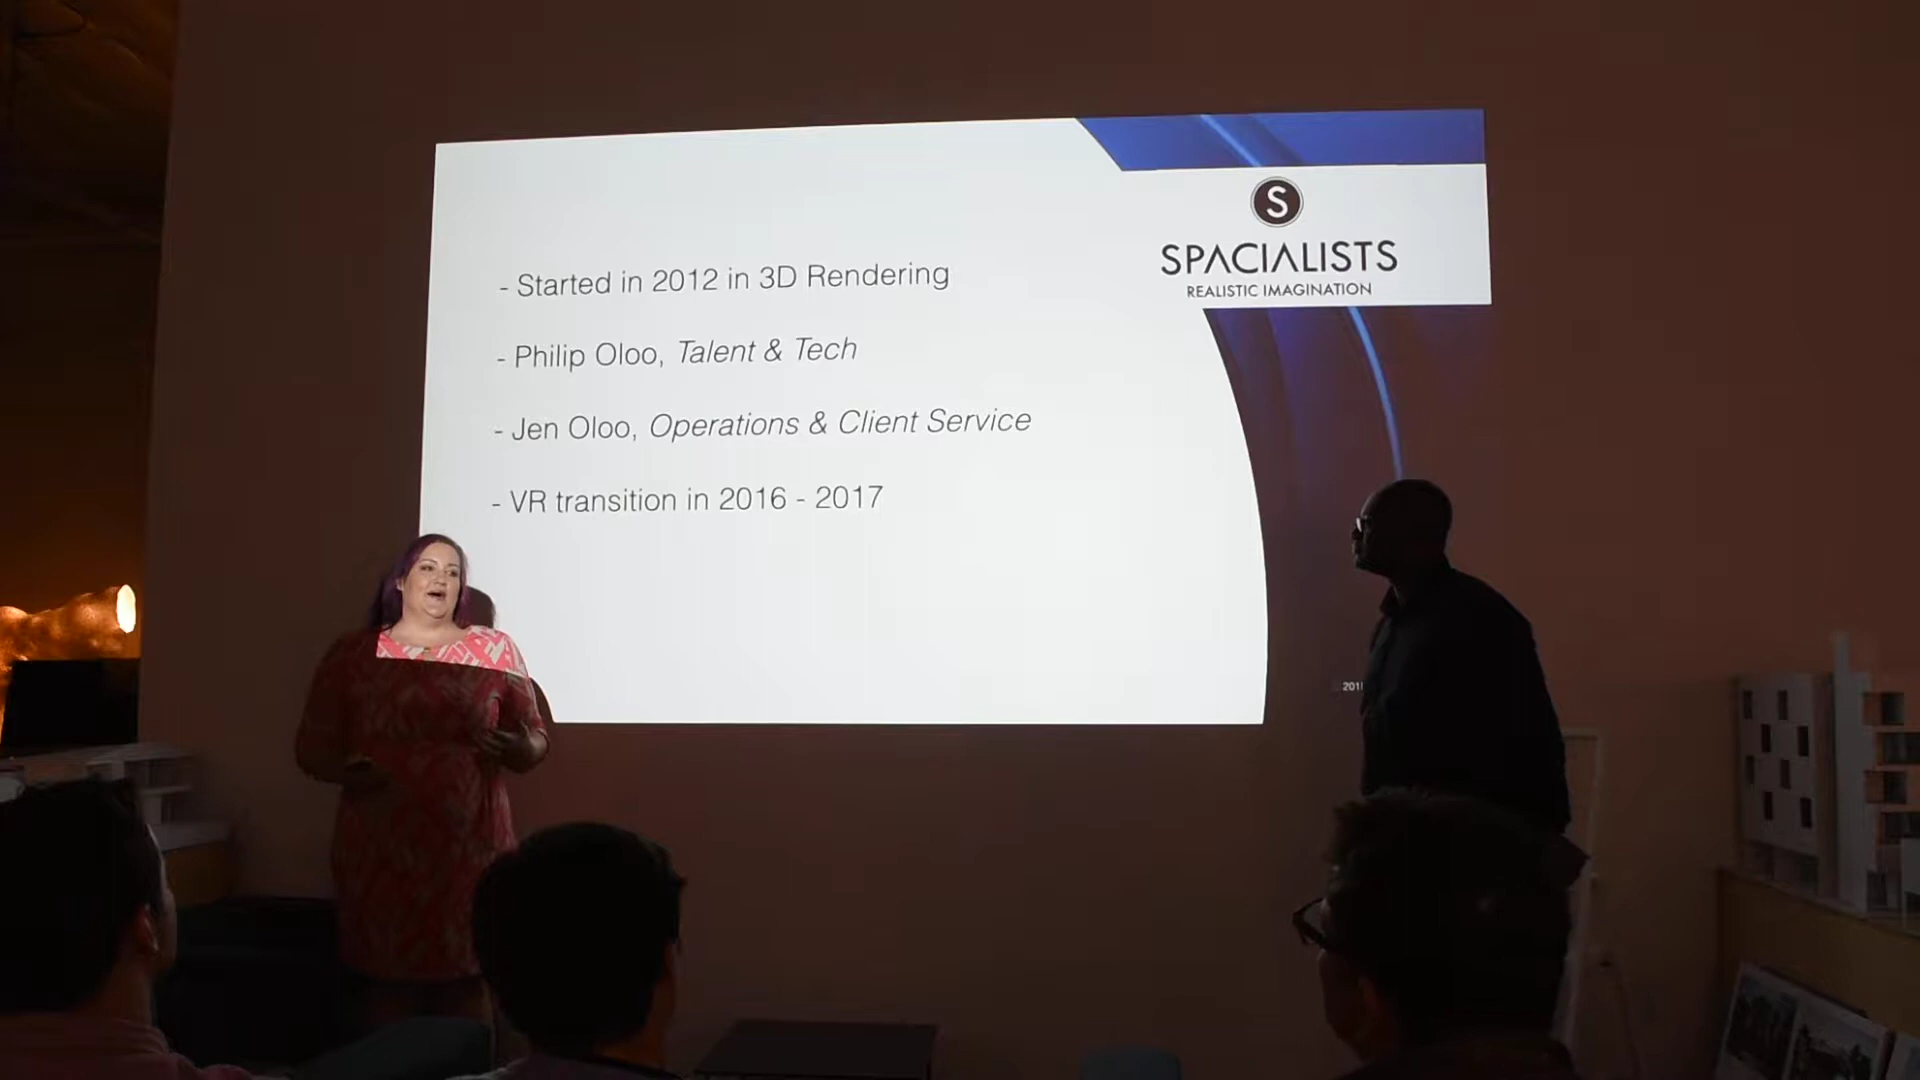 S
SPACIALISTS
REALISTIC IMAGINATION
- Started in 2012 in 3D Rendering
- Philip Oloo, Talent & Tech
- Jen Oloo, Operations & Client Service
- VR transition in 2016 - 2017